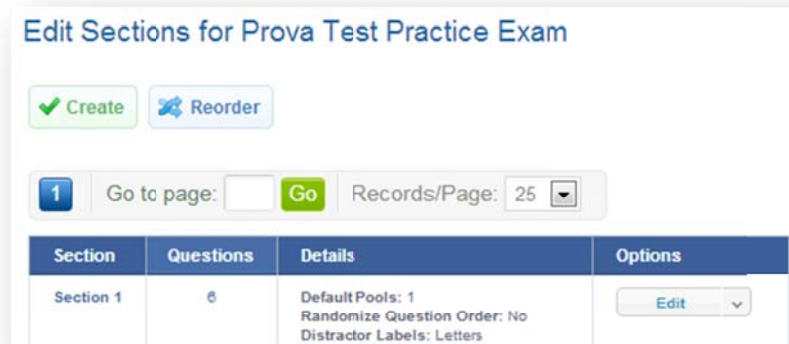 Edit Sections for Prova Test Practice Exam
Create Reorder
1 Go to page: Go Records/Page: 25
Section Questions Details Options
Section 1 6 Default Pools: 1 Edit
Randomize Question Order: No
Distractor Labels: Letters